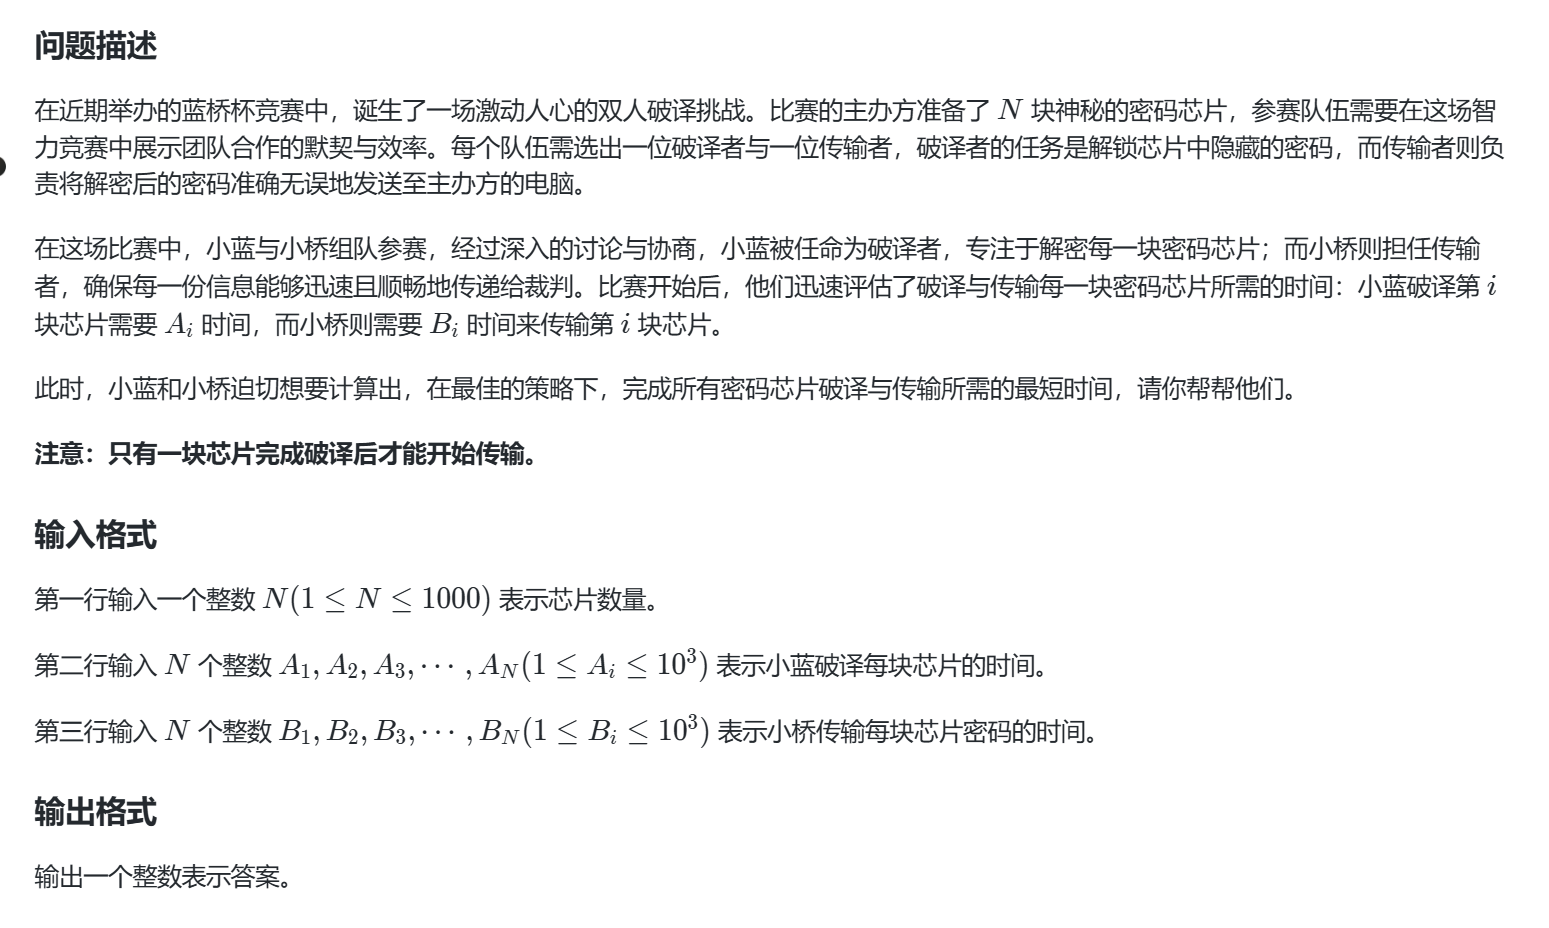 问题描述
在近期举办的蓝桥杯竞赛中，诞生了一场激动人心的双人破译挑战。比赛的主办方准备了 N 块神秘的密码芯片，参赛队伍需要在这场智
力竞赛中展示团队合作的默契与效率。每个队伍需选出一位破译者与一位传输者，破译者的任务是解锁芯片中隐藏的密码，而传输者则负
责将解密后的密码准确无误地发送至主办方的电脑。
在这场比赛中，小蓝与小桥组队参赛，经过深入的讨论与协商，小蓝被任命为破译者，专注于解密每一块密码芯片；而小桥则担任传输
者，确保每一份信息能够迅速且顺畅地传递给裁判。比赛开始后，他们迅速评估了破译与传输每一块密码芯片所需的时间：小蓝破译第 i
块芯片需要 A_i 时间，而小桥则需要 B_i 时间来传输第 i 块芯片。
此时，小蓝和小桥迫切想要计算出，在最佳的策略下，完成所有密码芯片破译与传输所需的最短时间，请你帮帮他们。
注意：只有一块芯片完成破译后才能开始传输。
输入格式
第一行输入一个整数 N(1 ≤ N ≤ 1000) 表示芯片数量。
第二行输入 N 个整数 A_1, A_2, A_3, ⋯ , A_N(1 ≤ A_i ≤ 10^3) 表示小蓝破译每块芯片的时间。
第三行输入 N 个整数 B_1, B_2, B_3, ⋯ , B_N(1 ≤ B_i ≤ 10^3) 表示小桥传输每块芯片密码的时间。
输出格式
输出一个整数表示答案。